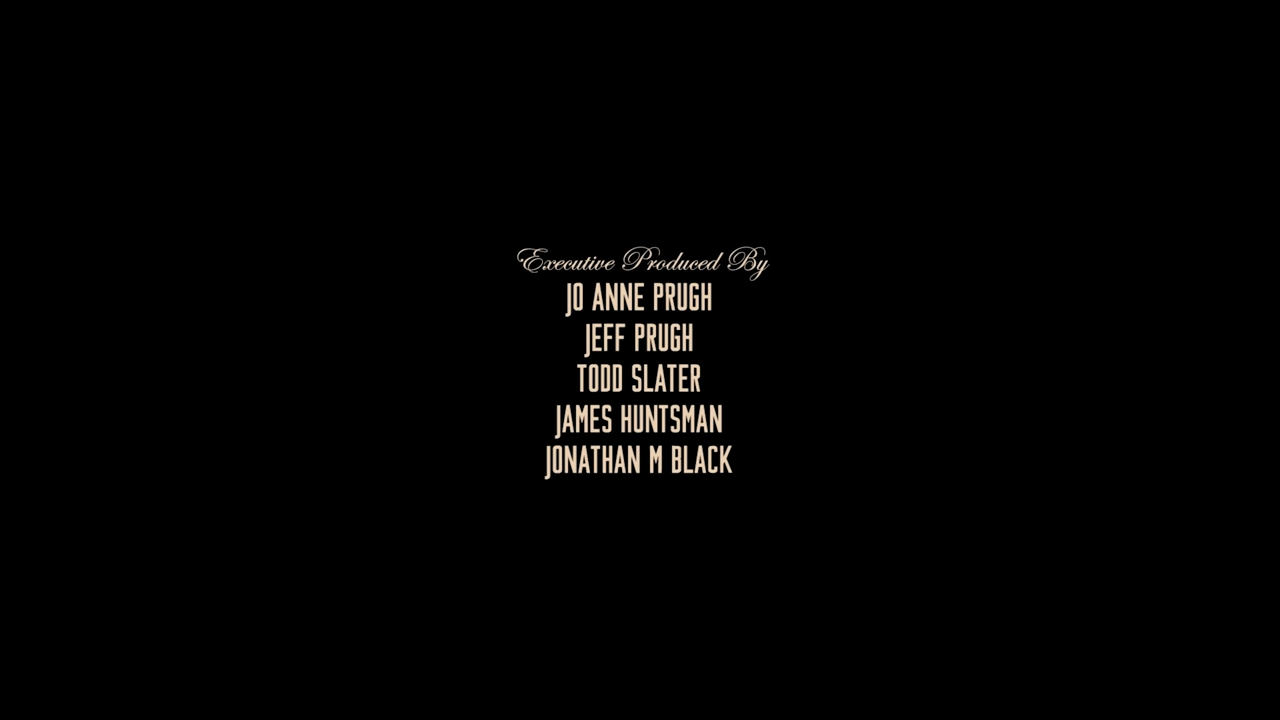 Executive Produced By
JO ANNE PRUGH
JEFF PRUGH
TODD SLATER
JAMES HUNTSMAN
JONATHAN M BLACK